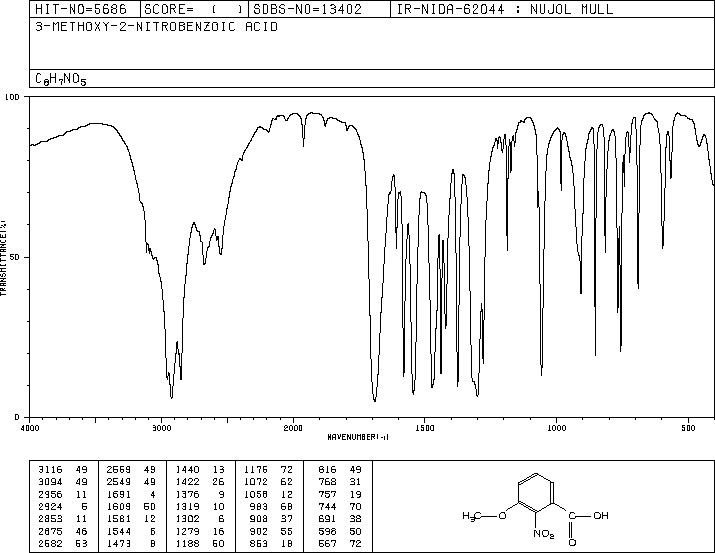 HIT-NO=5686 SCORE= ( ) SDBS-NO=13402 IR-NIDA-62044 : NUJOL MULL
3-METHOXY-2-NITROBENZOIC ACID
C8H7NO5
100
TRANSMITTANCE(%)
50
0
4000 3000 2000 1500 1000 500
WAVENUMBER(-1)
3116 49 2569 49 1440 13 1176 72 816 49
3094 49 2549 49 1422 26 1072 62 768 31
2956 11 1691 4 1376 9 1058 12 757 19
2924 5 1609 50 1319 10 983 68 744 70
2853 11 1581 12 1302 6 908 37 691 38
2675 46 1544 6 1279 16 902 55 598 50
2582 53 1473 8 1188 50 853 18 567 72
H3C O C OH
NO2 O